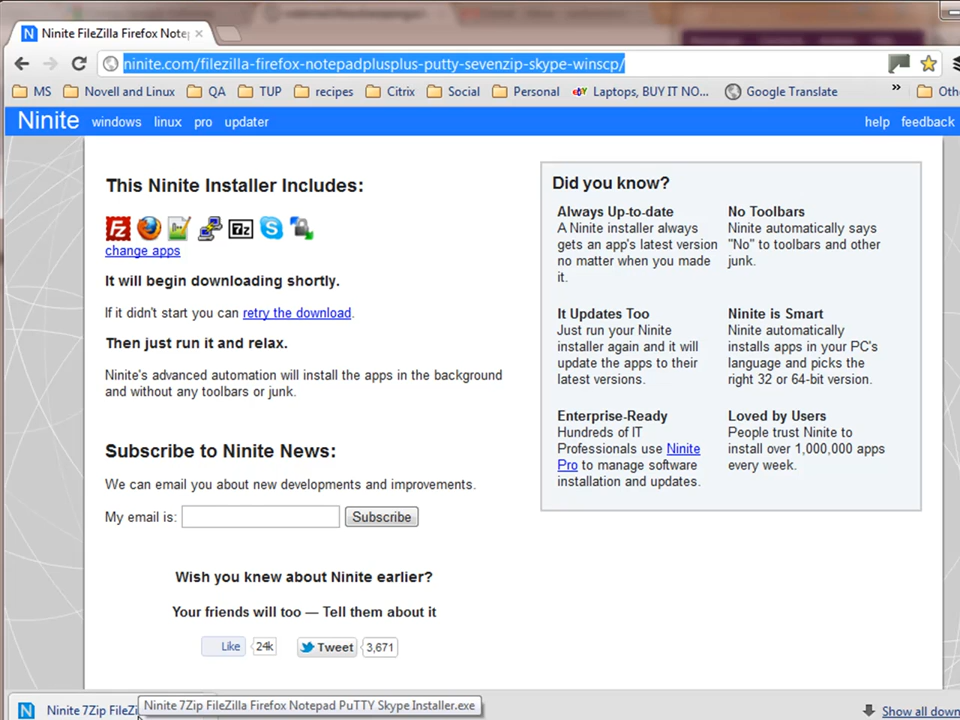 Ninite FileZilla Firefox Note
ninite.com/filezilla-firefox-notepadplusplus-putty-sevenzip-skype-winscp/
MS Novell and Linux QA TUP recipes Citrix Social Personal ebY Laptops, BUY IT NO... Google Translate » Oth
Ninite windows linux pro updater help feedback
This Ninite Installer Includes:
FZ 7z S
change apps
It will begin downloading shortly.
If it didn't start you can retry the download.
Then just run it and relax.
Ninite's advanced automation will install the apps in the background
and without any toolbars or junk.
Subscribe to Ninite News:
We can email you about new developments and improvements.
My email is: Subscribe
Wish you knew about Ninite earlier?
Your friends will too — Tell them about it
Like 24k Tweet 3,671
Did you know?
Always Up-to-date
A Ninite installer always
gets an app's latest version
no matter when you made
it.
No Toolbars
Ninite automatically says
"No" to toolbars and other
junk.
It Updates Too
Just run your Ninite
installer again and it will
update the apps to their
latest versions.
Ninite is Smart
Ninite automatically
installs apps in your PC's
language and picks the
right 32 or 64-bit version.
Enterprise-Ready
Hundreds of IT
Professionals use Ninite
Pro to manage software
installation and updates.
Loved by Users
People trust Ninite to
install over 1,000,000 apps
every week.
Ninite 7Zip FileZi
Ninite 7Zip FileZilla Firefox Notepad PuTTY Skype Installer.exe
Show all down